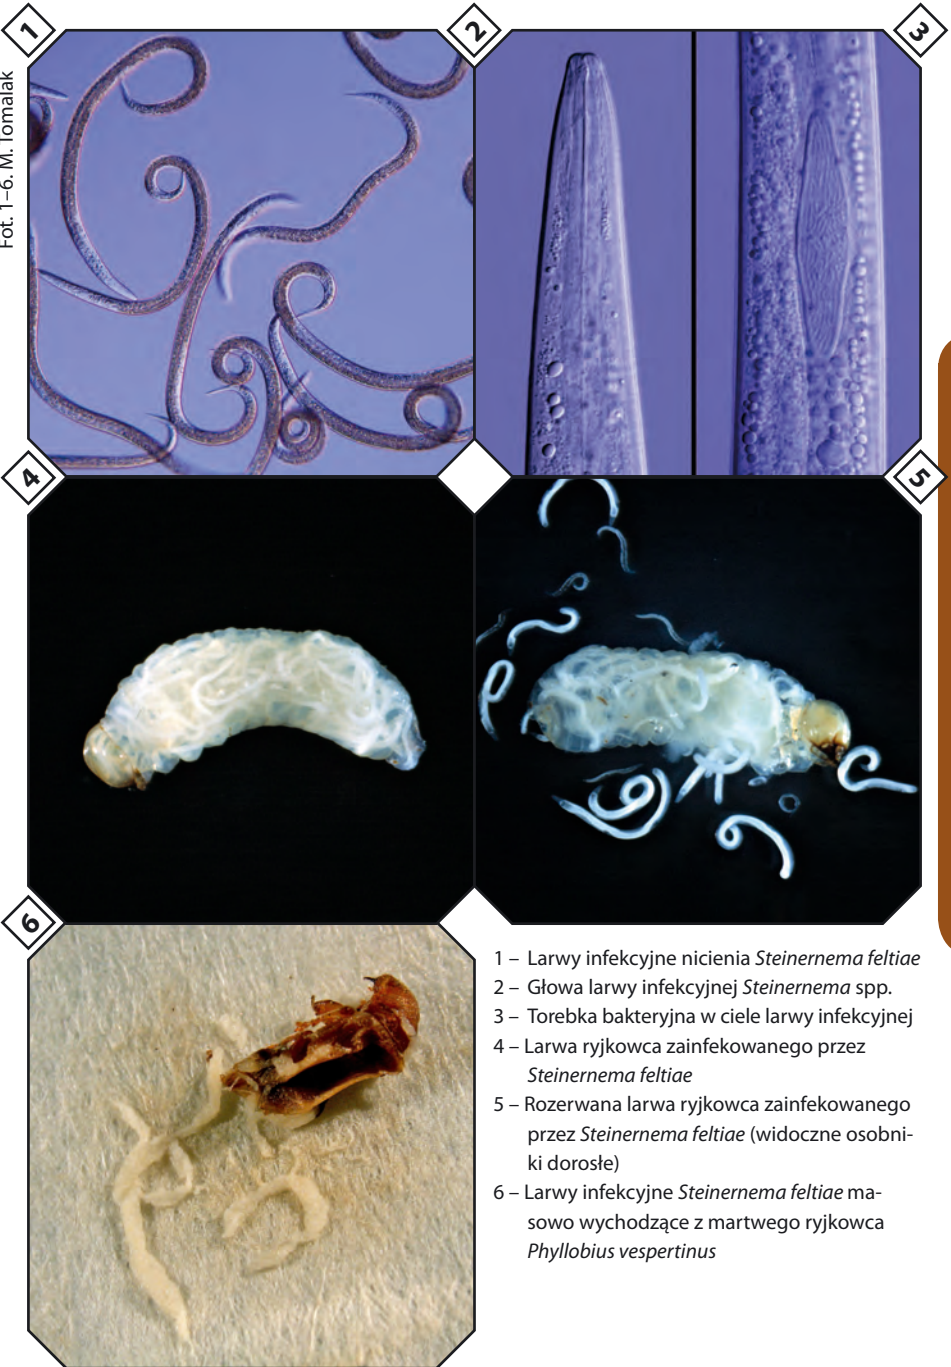 1
2
3
Fot. 1–6. M. Tomalak
4
5
6
1 – Larwy infekcyjne nicienia Steinernema feltiae
2 – Głowa larwy infekcyjnej Steinernema spp.
3 – Torebka bakteryjna w ciele larwy infekcyjnej
4 – Larwa ryjkowca zainfekowanego przez
Steinernema feltiae
5 – Rozerwana larwa ryjkowca zainfekowanego
przez Steinernema feltiae (widoczne osobni-
ki dorosłe)
6 – Larwy infekcyjne Steinernema feltiae ma-
sowo wychodzące z martwego ryjkowca
Phyllobius vespertinus